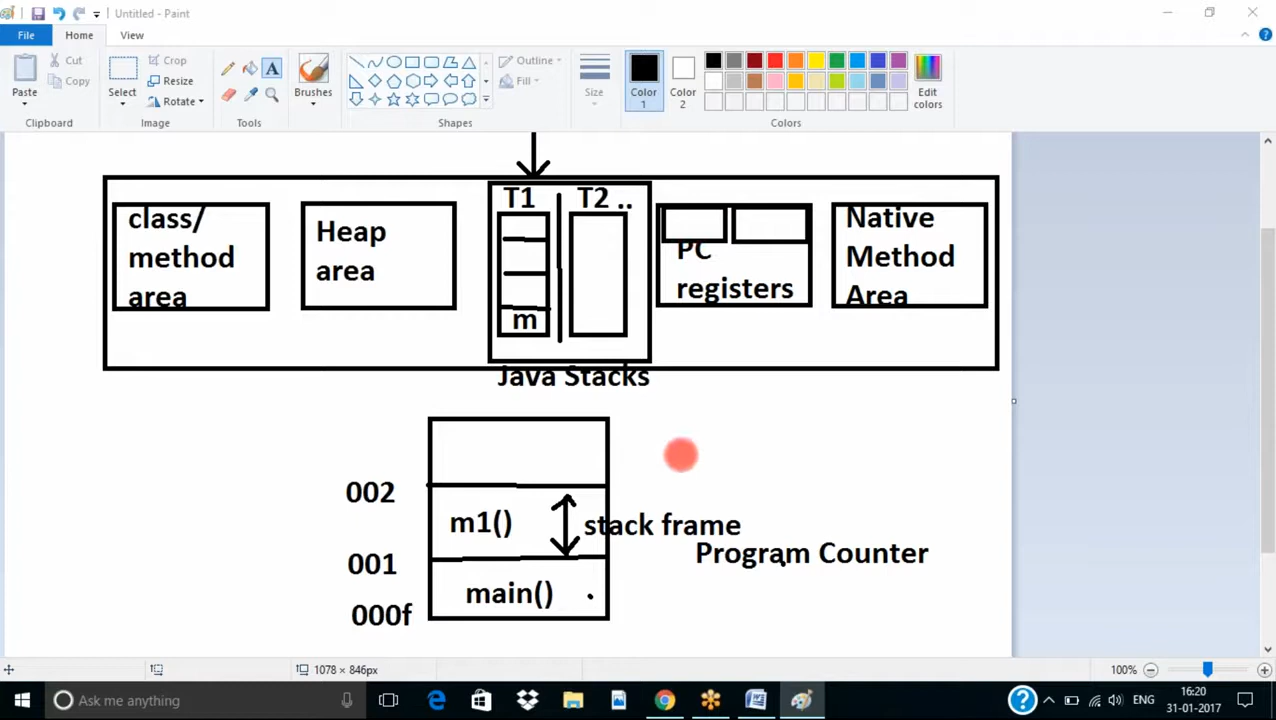 Untitled - Paint
File
Home
View
Paste
Cut
Copy
Clipboard
Select
Crop
Resize
Rotate
Image
A
Tools
Brushes
Outline
Fill
Shapes
Size
Color
1
Color
2
Edit
colors
Colors
class/
method
area
Heap
area
T1
T2 ..
m
Java Stacks
PC
registers
Native
Method
Area
002
m1()
stack frame
001
Program Counter
main()
000f
1078 × 846px
100%
Ask me anything
ENG
16:20
31-01-2017